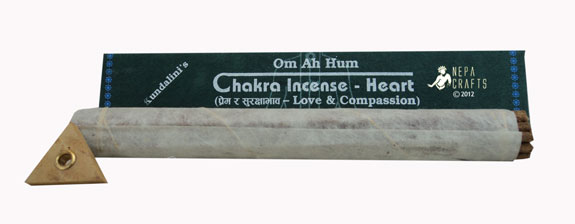 Kundalini's
Om Ah Hum
Chakra Incense - Heart
(प्रेम र सुरक्षाभाव – Love & Compassion)
NEPA
CRAFTS
© 2012